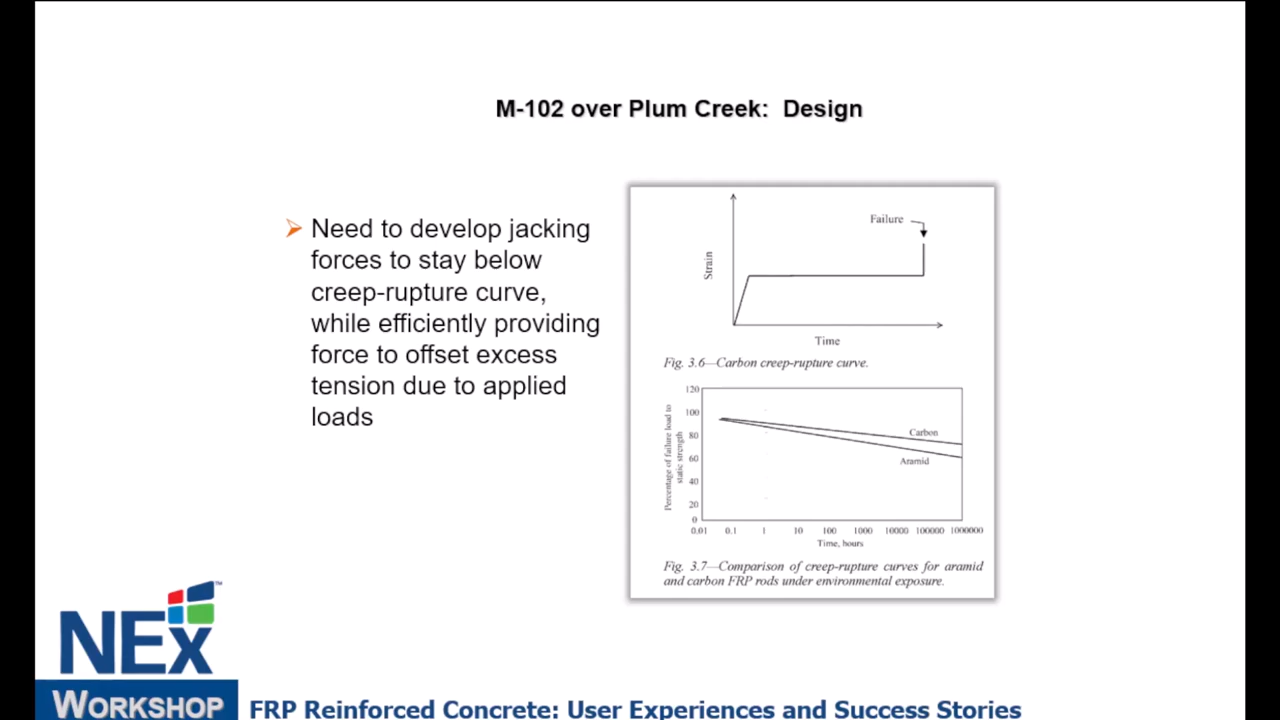 M-102 over Plum Creek: Design
➢ Need to develop jacking
forces to stay below
creep-rupture curve,
while efficiently providing
force to offset excess
tension due to applied
loads
Failure
Strain
Time
Fig. 3.6—Carbon creep-rupture curve.
120
100
80
60
40
20
0
Percentage of failure load to
static strength
Carbon
Aramid
0.01 0.1 1 10 100 1000 10000 100000 1000000
Time, hours
Fig. 3.7—Comparison of creep-rupture curves for aramid
and carbon FRP rods under environmental exposure.
NEx™
WORKSHOP
FRP Reinforced Concrete: User Experiences and Success Stories